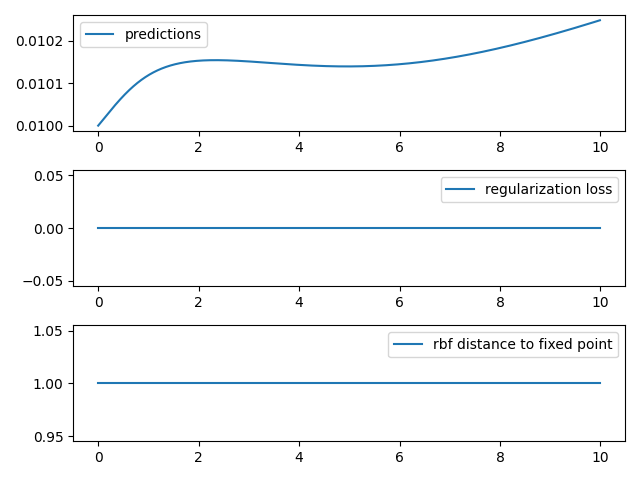 predictions
0.0102
0.0101
0.0100
0 2 4 6 8 10
regularization loss
0.05
0.00
−0.05
0 2 4 6 8 10
rbf distance to fixed point
1.05
1.00
0.95
0 2 4 6 8 10